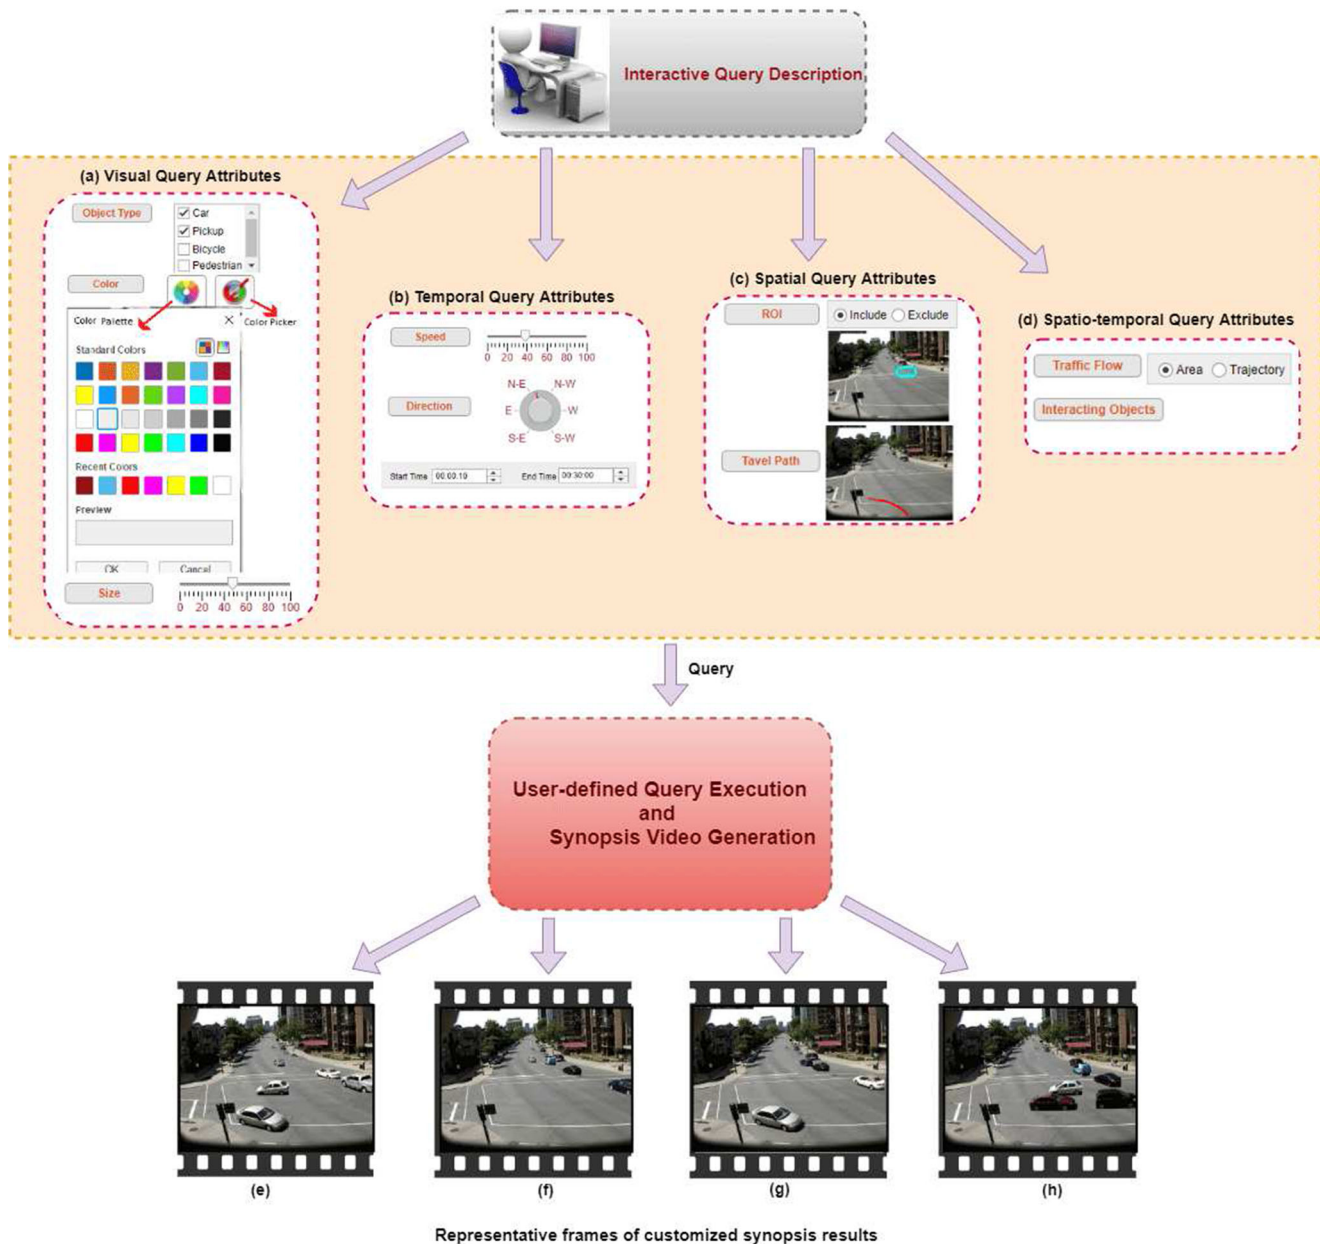 Interactive Query Description
(a) Visual Query Attributes
Object Type
Car
Pickup
Bicycle
Pedestrian
Color
Color Palette
Color Picker
Standard Colors
Recent Colors
Preview
OK
Cancel
Size
0 20 40 60 80 100
(b) Temporal Query Attributes
Speed
0 20 40 60 80 100
Direction
N-E N-W
E W
S-E S-W
Start Time 00:00:10 End Time 00:30:00
(c) Spatial Query Attributes
ROI
Include Exclude
Tavel Path
(d) Spatio-temporal Query Attributes
Traffic Flow
Area Trajectory
Interacting Objects
Query
User-defined Query Execution
and
Synopsis Video Generation
(e)
(f)
(g)
(h)
Representative frames of customized synopsis results